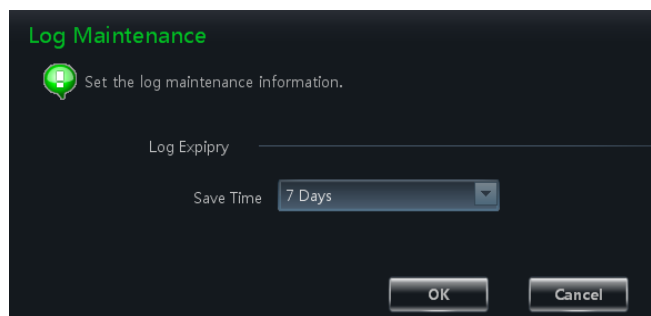 Log Maintenance
Set the log maintenance information.
Log Expipry
Save Time 7 Days
OK Cancel